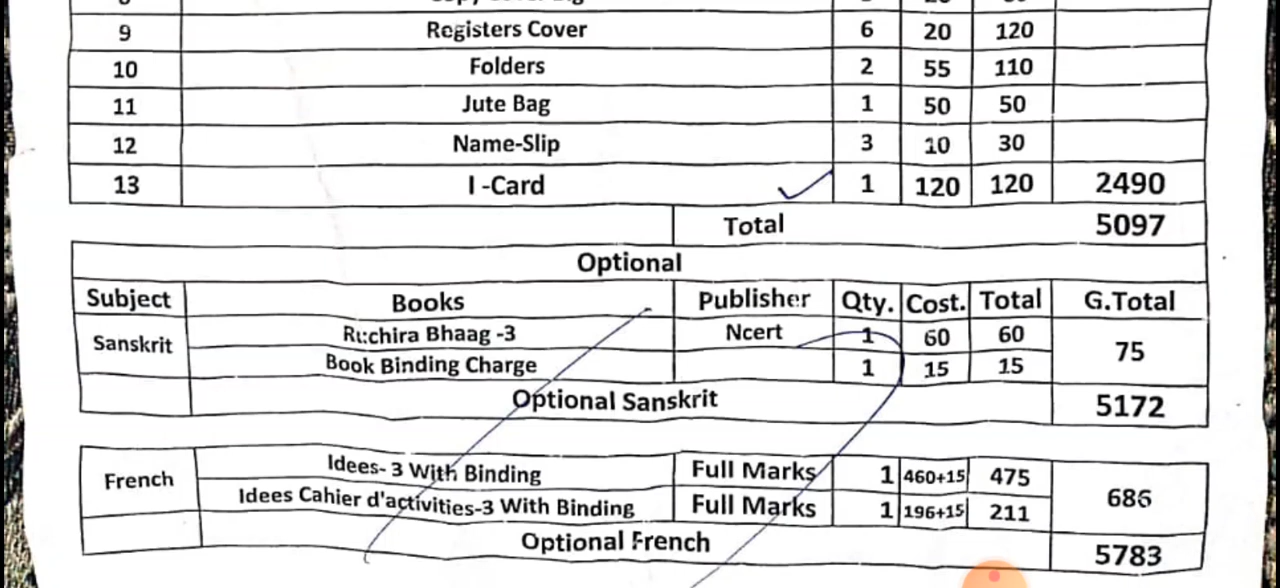 9 Registers Cover 6 20 120
10 Folders 2 55 110
11 Jute Bag 1 50 50
12 Name-Slip 3 10 30
13 I -Card 1 120 120 2490
Total 5097
Optional
Subject Books Publisher Qty. Cost. Total G.Total
Sanskrit Ruchira Bhaag -3 Ncert 1 60 60 75
Book Binding Charge 1 15 15
Optional Sanskrit 5172
French Idees- 3 With Binding Full Marks 1 460+15 475 686
Idees Cahier d'activities-3 With Binding Full Marks 1 196+15 211
Optional French 5783